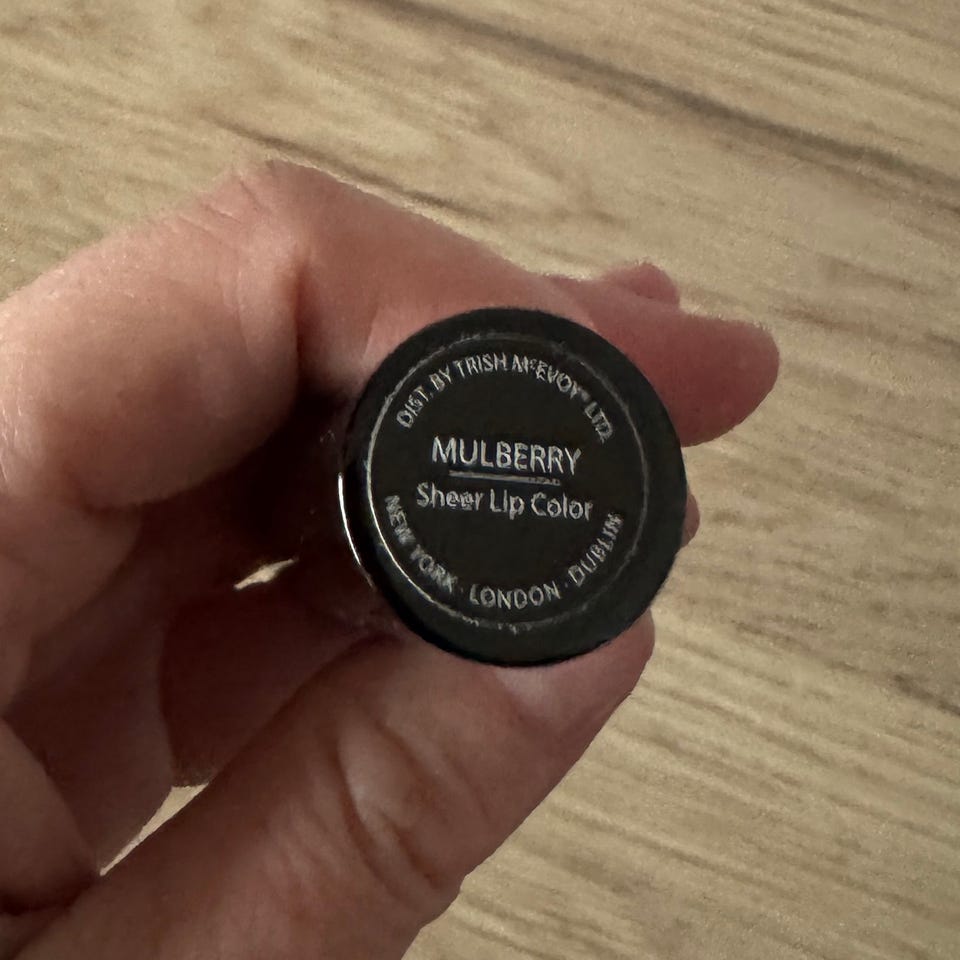 DIST. BY TRISH McEVOY® LTD.
MULBERRY
Sheer Lip Color
NEW YORK · LONDON · DUBLIN